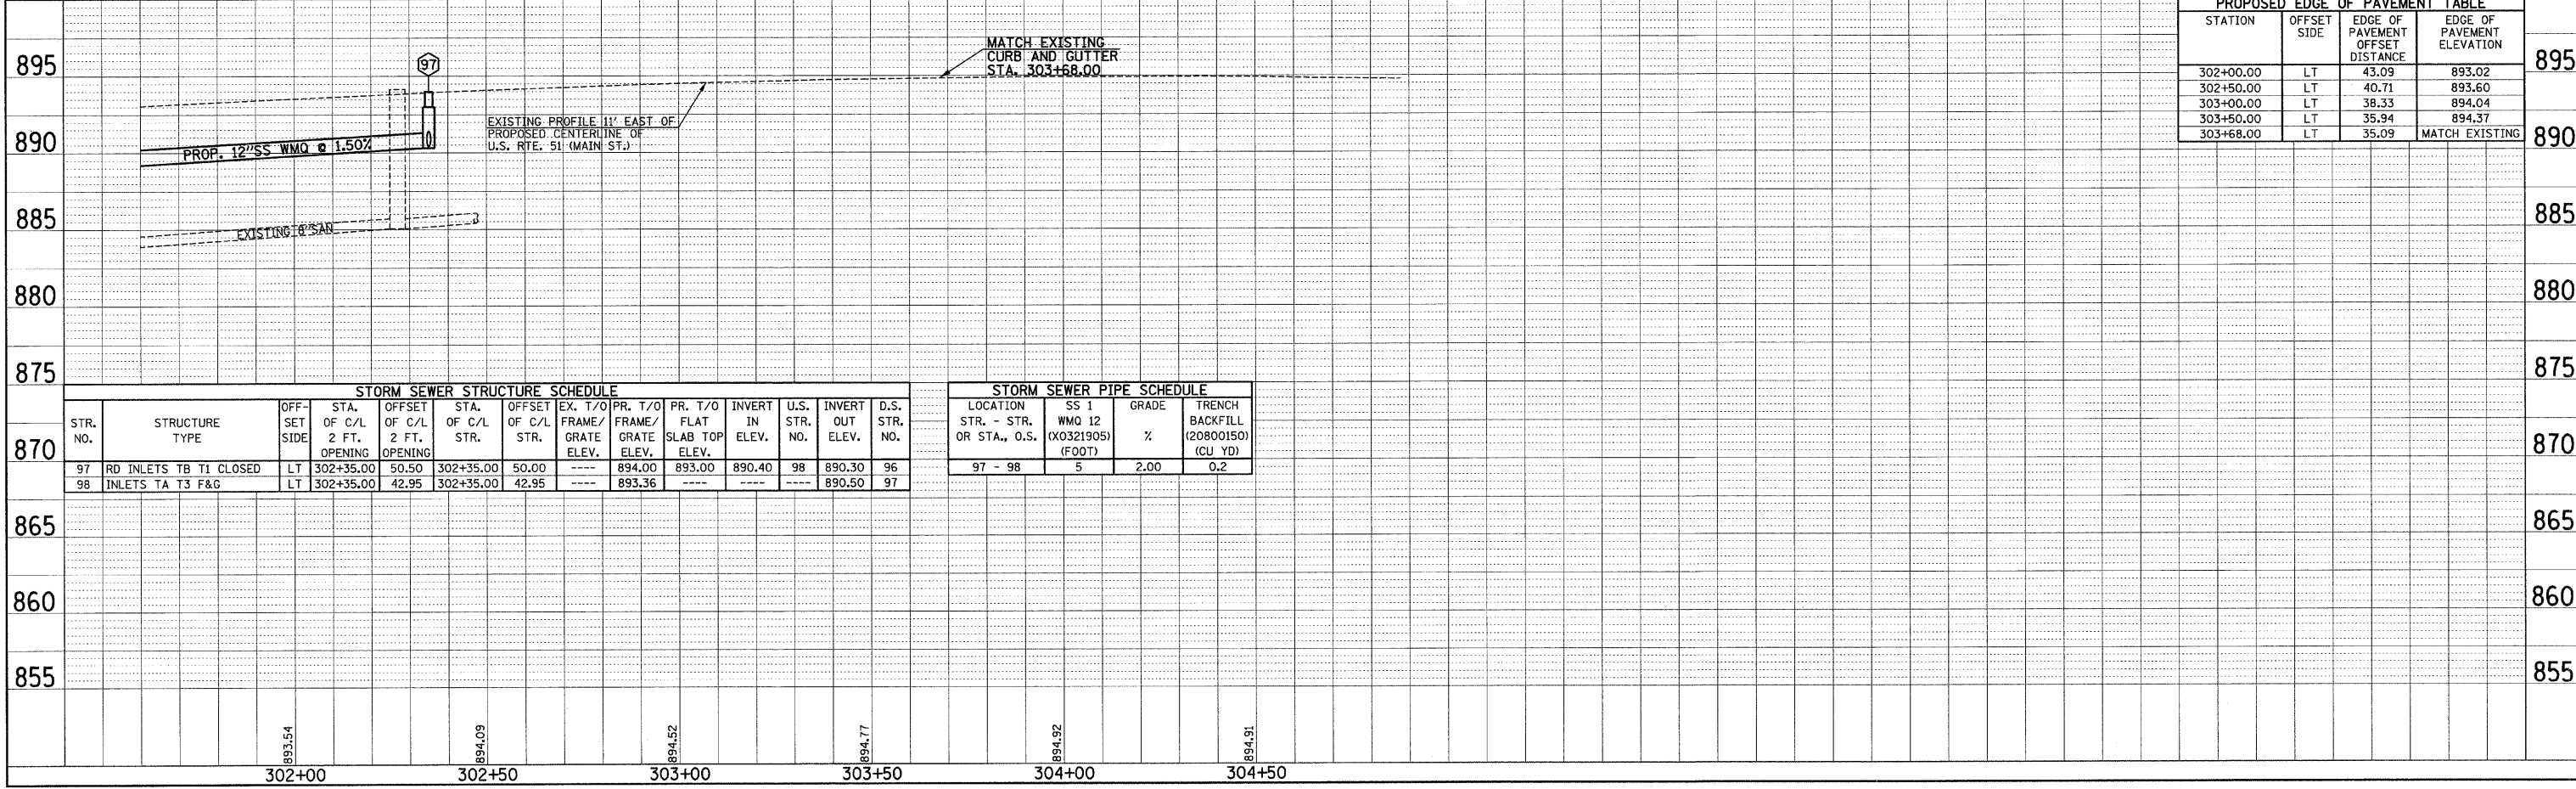 PROPOSED EDGE OF PAVEMENT TABLE
STATION OFFSET SIDE EDGE OF PAVEMENT OFFSET DISTANCE EDGE OF PAVEMENT ELEVATION
302+00.00 LT 43.09 893.02
302+50.00 LT 40.71 893.60
303+00.00 LT 38.33 894.04
303+50.00 LT 35.94 894.37
303+68.00 LT 35.09 MATCH EXISTING
895
890
885
880
875
870
865
860
855
97
MATCH EXISTING
CURB AND GUTTER
STA. 303+68.00
EXISTING PROFILE 11' EAST OF
PROPOSED CENTERLINE OF
U.S. RTE. 51 (MAIN ST.)
PROP. 12"SS WMQ @ 1.50%
EXISTING 8"SAN
STORM SEWER STRUCTURE SCHEDULE
STR. NO. STRUCTURE TYPE OFF-SET SIDE STA. OF C/L 2 FT. OPENING OFFSET OF C/L 2 FT. OPENING STA. OF C/L STR. OFFSET OF C/L STR. EX. T/O FRAME/ GRATE ELEV. PR. T/O FRAME/ GRATE ELEV. PR. T/O FLAT SLAB TOP ELEV. INVERT IN ELEV. U.S. STR. NO. INVERT OUT ELEV. D.S. STR. NO.
97 RD INLETS TB T1 CLOSED LT 302+35.00 50.50 302+35.00 50.00 ---- 894.00 893.00 890.40 98 890.30 96
98 INLETS TA T3 F&G LT 302+35.00 42.95 302+35.00 42.95 ---- 893.36 ---- ---- ---- 890.50 97
STORM SEWER PIPE SCHEDULE
LOCATION STR. - STR. OR STA., O.S. SS 1 WMQ 12 (X0321905) (FOOT) GRADE % TRENCH BACKFILL (20800150) (CU YD)
97 - 98 5 2.00 0.2
895
890
885
880
875
870
865
860
855
893.54
894.09
894.52
894.77
894.92
894.91
302+00 302+50 303+00 303+50 304+00 304+50